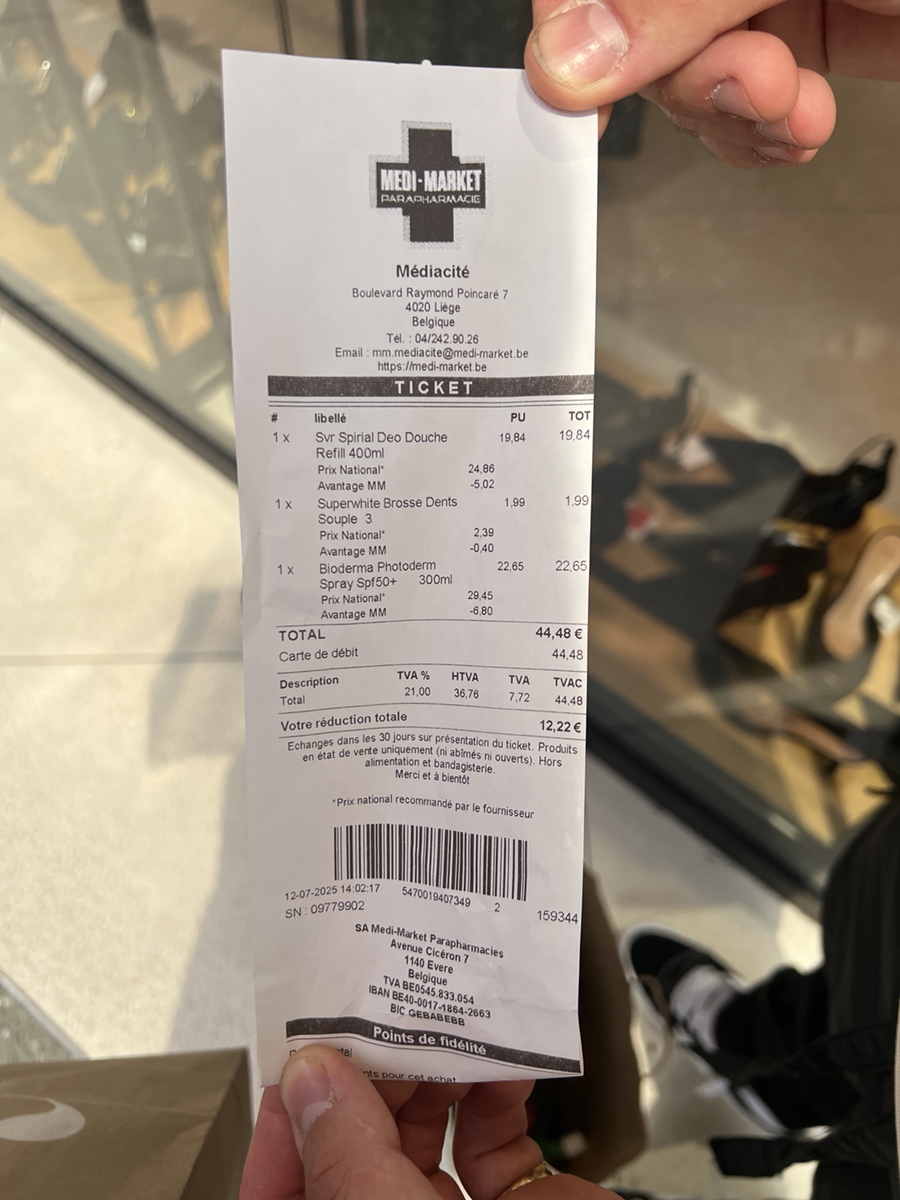 MEDI-MARKET
PARAPHARMACIE
Médiacité
Boulevard Raymond Poincaré 7
4020 Liège
Belgique
Tél. : 04/242.90.26
Email : mm.mediacite@medi-market.be
https://medi-market.be
TICKET
# libellé PU TOT
1 x Svr Spirial Deo Douche 19,84 19,84
Refill 400ml
Prix National* 24,86
Avantage MM -5,02
1 x Superwhite Brosse Dents 1,99 1,99
Souple 3
Prix National* 2,39
Avantage MM -0,40
1 x Bioderma Photoderm 22,65 22,65
Spray Spf50+ 300ml
Prix National* 29,45
Avantage MM -6,80
TOTAL 44,48 €
Carte de débit 44,48
Description TVA % HTVA TVA TVAC
Total 21,00 36,76 7,72 44,48
Votre réduction totale 12,22 €
Echanges dans les 30 jours sur présentation du ticket. Produits
en état de vente uniquement (ni abîmés ni ouverts). Hors
alimentation et bandagisterie.
Merci et à bientôt
*Prix national recommandé par le fournisseur
12-07-2025 14:02:17 5470019407349 2 159344
SN : 09779902
SA Medi-Market Parapharmacies
Avenue Cicéron 7
1140 Evere
Belgique
TVA BE0545.833.054
IBAN BE40-0017-1864-2663
BIC GEBABEBB
Points de fidélité
pour cet achat